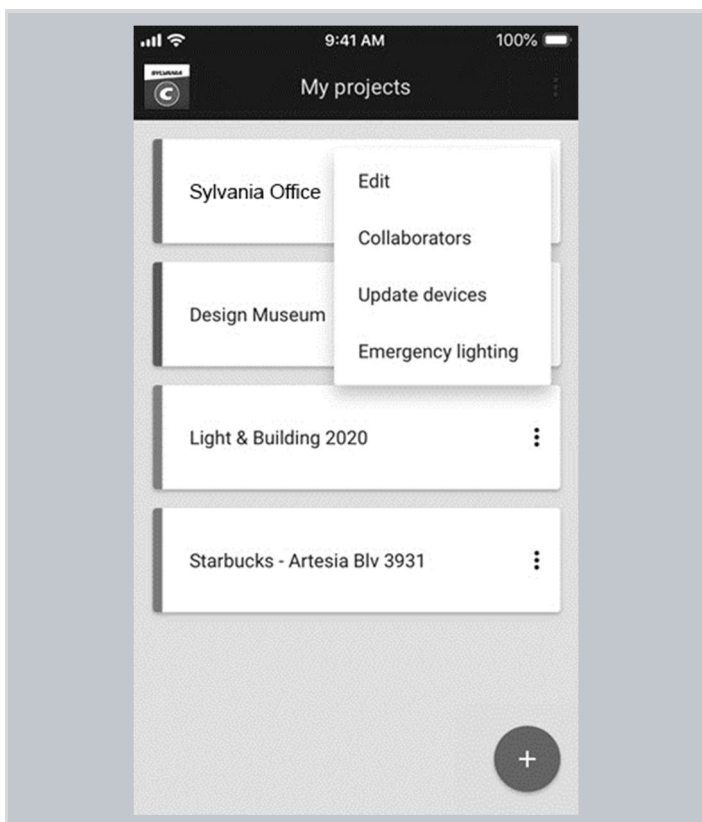 9:41 AM
100%
SYLVANIA
C
My projects
Sylvania Office
Edit
Collaborators
Design Museum
Update devices
Emergency lighting
Light & Building 2020
Starbucks - Artesia Blv 3931
+